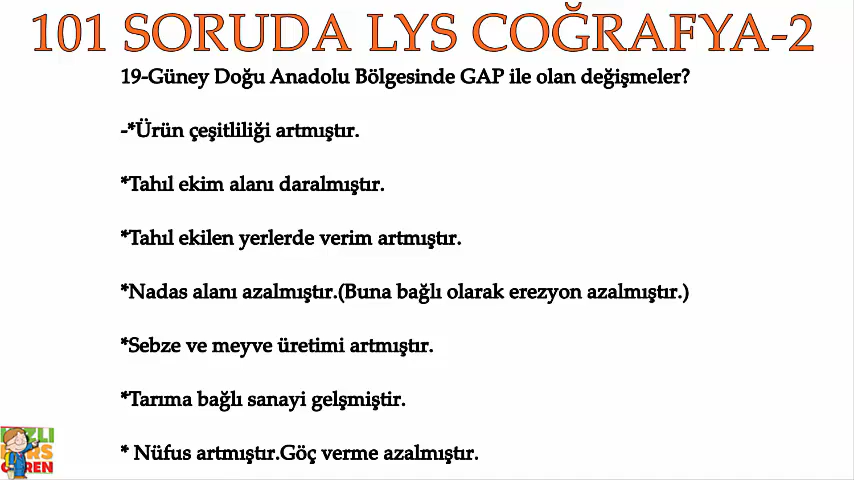 101 SORUDA LYS COĞRAFYA-2
19-Güney Doğu Anadolu Bölgesinde GAP ile olan değişmeler?
-*Ürün çeşitliliği artmıştır.
*Tahıl ekim alanı daralmıştır.
*Tahıl ekilen yerlerde verim artmıştır.
*Nadas alanı azalmıştır.(Buna bağlı olarak erezyon azalmıştır.)
*Sebze ve meyve üretimi artmıştır.
*Tarıma bağlı sanayi gelşmiştir.
* Nüfus artmıştır.Göç verme azalmıştır.